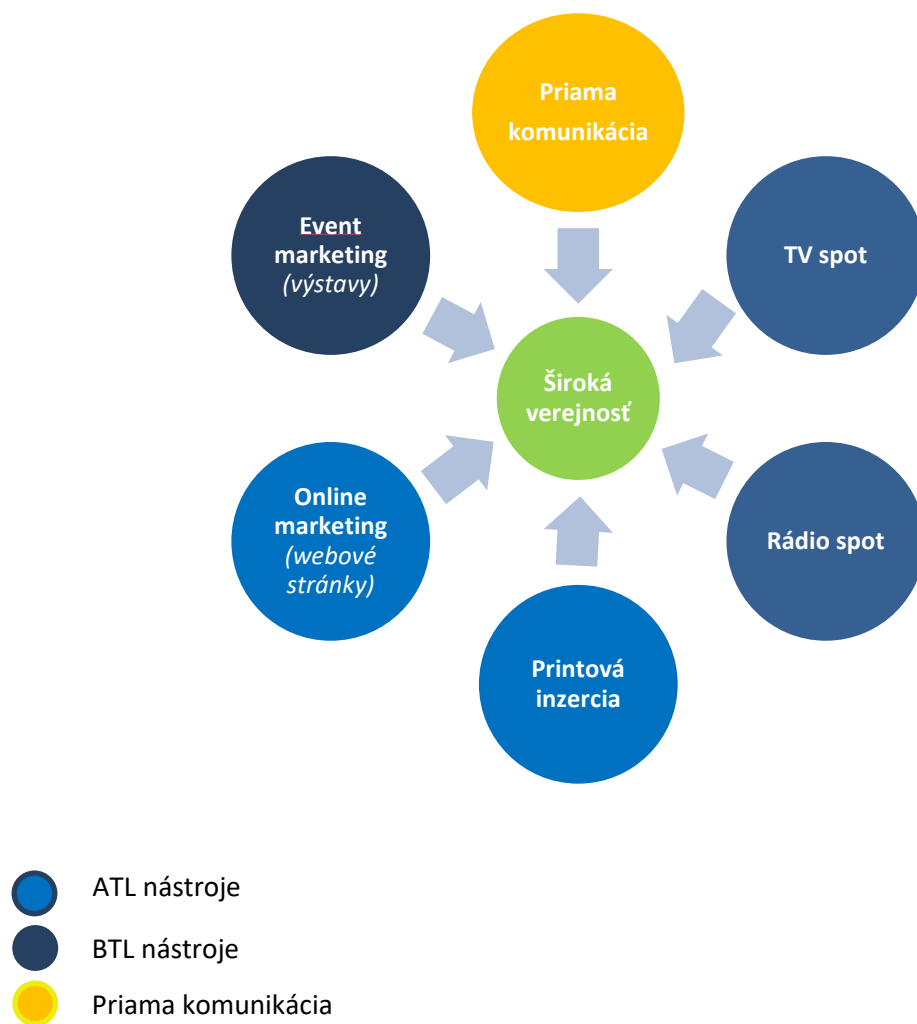 Priama
komunikácia
Event
marketing
(výstavy)
TV spot
Široká
verejnosť
Online
marketing
(webové
stránky)
Rádio spot
Printová
inzercia
ATL nástroje
BTL nástroje
Priama komunikácia